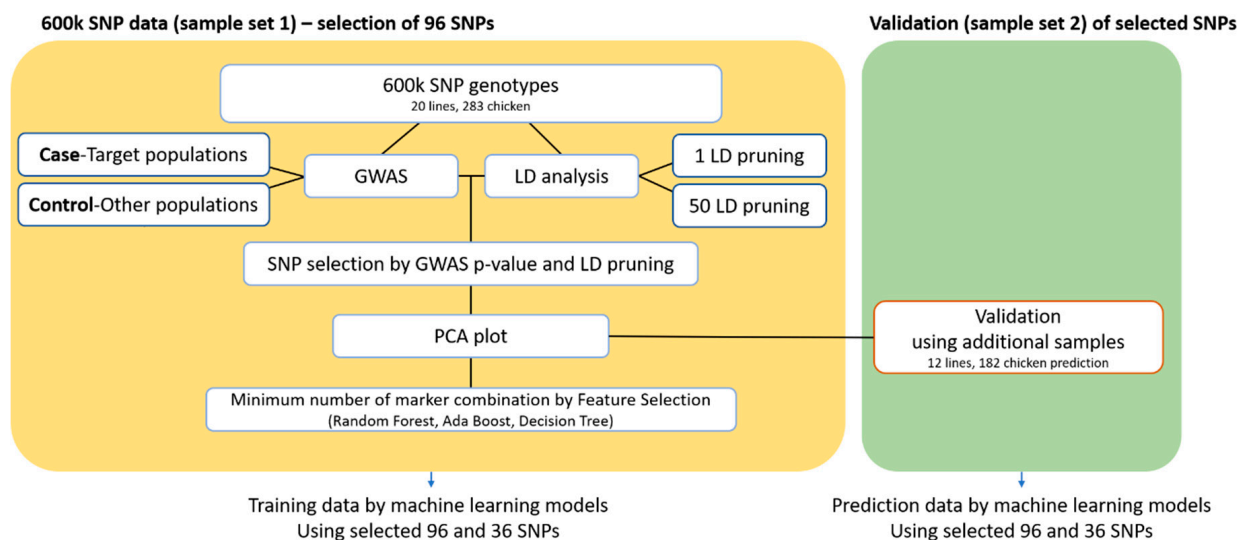 600k SNP data (sample set 1) – selection of 96 SNPs
Validation (sample set 2) of selected SNPs
600k SNP genotypes
20 lines, 283 chicken
Case-Target populations
Control-Other populations
GWAS
LD analysis
1 LD pruning
50 LD pruning
SNP selection by GWAS p-value and LD pruning
PCA plot
Validation
using additional samples
12 lines, 182 chicken prediction
Minimum number of marker combination by Feature Selection
(Random Forest, Ada Boost, Decision Tree)
Training data by machine learning models
Using selected 96 and 36 SNPs
Prediction data by machine learning models
Using selected 96 and 36 SNPs